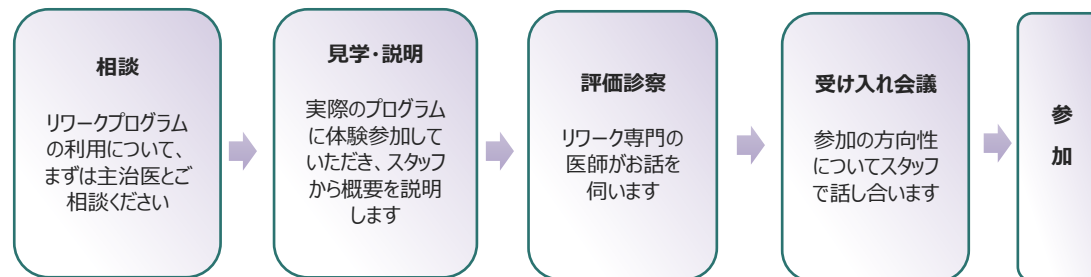 相談
リワークプログラム
の利用について、
まずは主治医とご
相談ください
見学・説明
実際のプログラム
に体験参加して
いただき、スタッフ
から概要を説明
します
評価診察
リワーク専門の
医師がお話を
伺います
受け入れ会議
参加の方向性
についてスタッフ
で話し合います
参
加